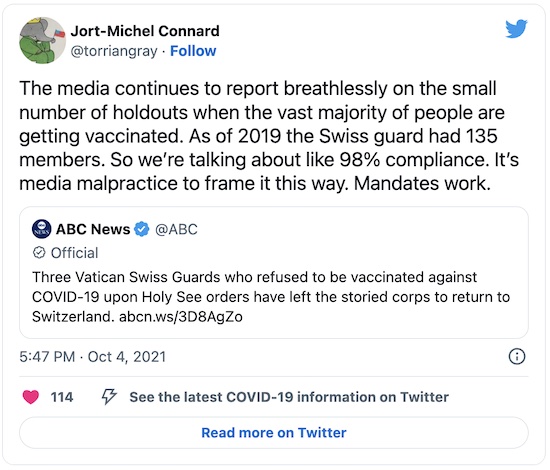 Jort-Michel Connard
@torriangray · Follow
The media continues to report breathlessly on the small
number of holdouts when the vast majority of people are
getting vaccinated. As of 2019 the Swiss guard had 135
members. So we’re talking about like 98% compliance. It’s
media malpractice to frame it this way. Mandates work.
NEWS ABC News @ABC
Official
Three Vatican Swiss Guards who refused to be vaccinated against
COVID-19 upon Holy See orders have left the storied corps to return to
Switzerland. abcn.ws/3D8AgZo
5:47 PM · Oct 4, 2021
114 See the latest COVID-19 information on Twitter
Read more on Twitter